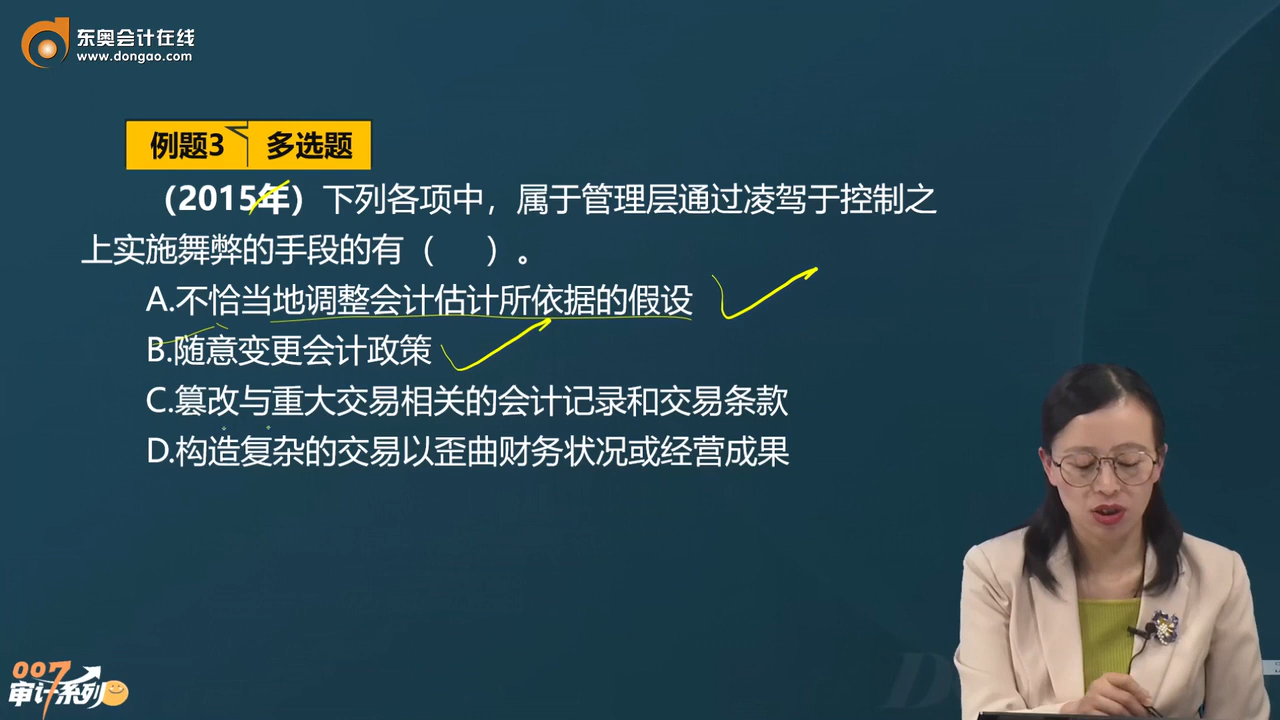 东奥会计在线
www.dongao.com
例题3 多选题
（2015年）下列各项中，属于管理层通过凌驾于控制之
上实施舞弊的手段的有（ ）。
A.不恰当地调整会计估计所依据的假设
B.随意变更会计政策
C.篡改与重大交易相关的会计记录和交易条款
D.构造复杂的交易以歪曲财务状况或经营成果
007
审计系列